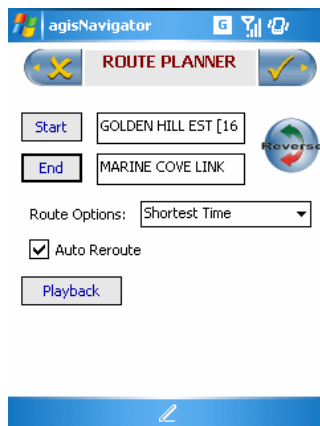 agisNavigator G
ROUTE PLANNER
Start GOLDEN HILL EST [16
Reverse
End MARINE COVE LINK
Route Options: Shortest Time
Auto Reroute
Playback